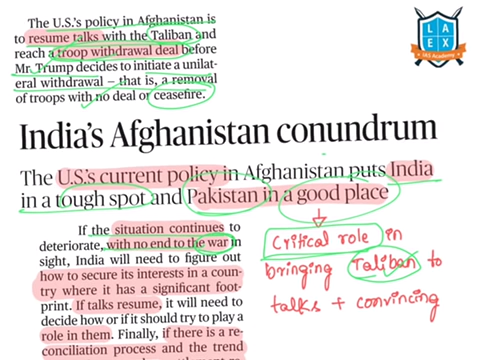 The U.S.'s policy in Afghanistan is
to resume talks with the Taliban and
reach a troop withdrawal deal before
Mr. Trump decides to initiate a unilat-
eral withdrawal – that is, a removal
of troops with no deal or ceasefire.
LAEX
IAS Academy
India's Afghanistan conundrum
The U.S.'s current policy in Afghanistan puts India
in a tough spot and Pakistan in a good place
If the situation continues to
deteriorate, with no end to the war in
sight, India will need to figure out
how to secure its interests in a coun-
try where it has a significant foot-
print. If talks resume, it will need to
decide how or if it should try to play a
role in them. Finally, if there is a re-
conciliation process and the trend
Critical role in
bringing Taliban to
talks + convincing